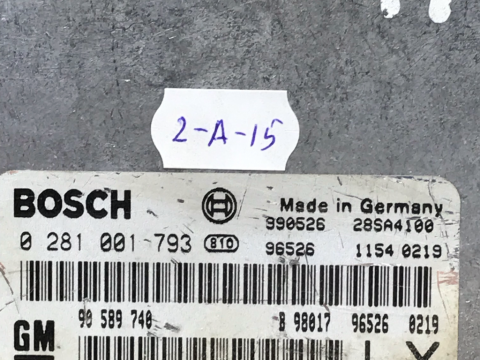 2-A-15
BOSCH
Made in Germany
990526 28SA4100
0 281 001-793 810
96526 1154 0219
90 589 740 B 98017 96526 0219
GM